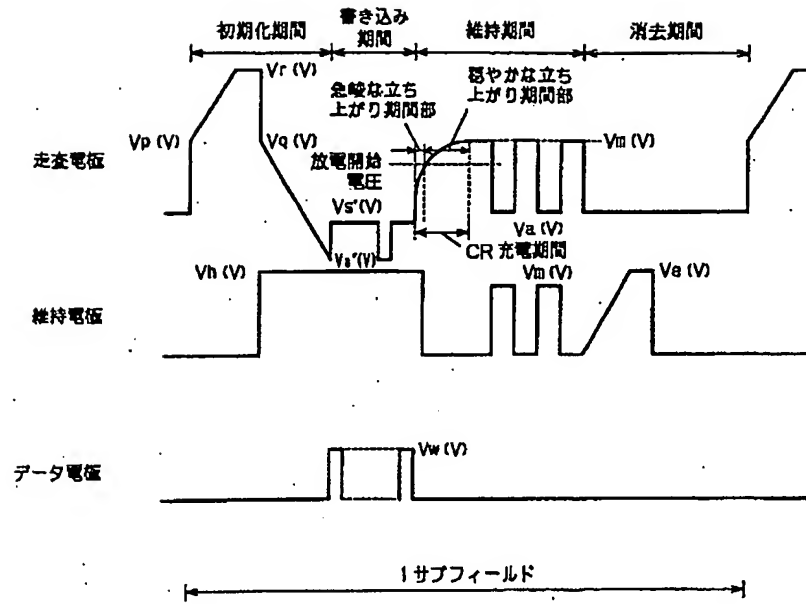 初期化期間
書き込み
期間
維持期間
消去期間
Vr (V)
急峻な立ち
上がり期間部
穏やかな立ち
上がり期間部
Vp (V)
Vq (V)
Vm (V)
走査電極
放電開始
電圧
Vs'(V)
Va (V)
CR 充電期間
Vh (V)
Vm (V)
Ve (V)
維持電極
Vw (V)
データ電極
1 サブフィールド